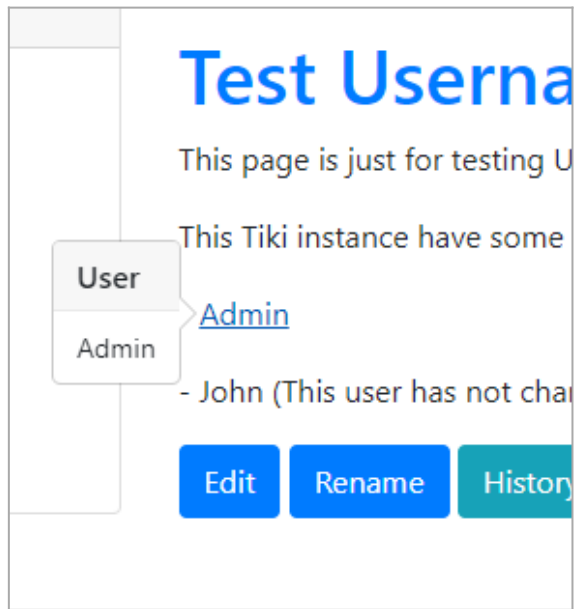 Test Userna
This page is just for testing U
This Tiki instance have some
User
Admin
Admin
- John (This user has not char
Edit Rename History